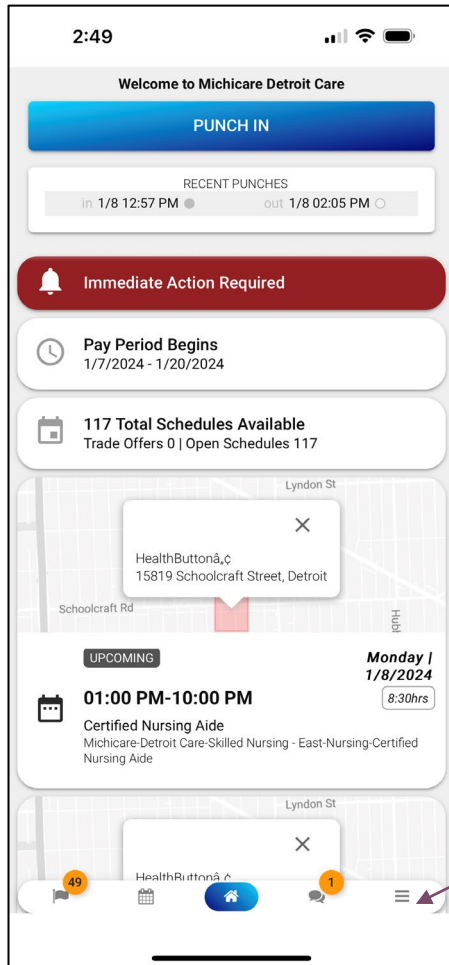 2:49
Welcome to Michicare Detroit Care
PUNCH IN
RECENT PUNCHES
in 1/8 12:57 PM out 1/8 02:05 PM
Immediate Action Required
Pay Period Begins
1/7/2024 - 1/20/2024
117 Total Schedules Available
Trade Offers 0 | Open Schedules 117
Lyndon St
HealthButtonâ„¢
15819 Schoolcraft Street, Detroit
Schoolcraft Rd
Hubl
UPCOMING
Monday |
1/8/2024
01:00 PM-10:00 PM
8:30hrs
Certified Nursing Aide
Michicare-Detroit Care-Skilled Nursing - East-Nursing-Certified
Nursing Aide
Lyndon St
HealthButtonâ
49
1